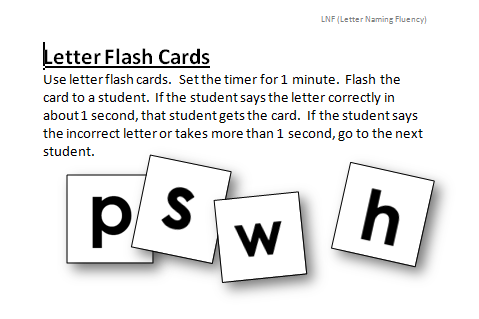 LNF (Letter Naming Fluency)
Letter Flash Cards
Use letter flash cards.  Set the timer for 1 minute.  Flash the
card to a student.  If the student says the letter correctly in
about 1 second, that student gets the card.  If the student says
the incorrect letter or takes more than 1 second, go to the next
student.
p s w h